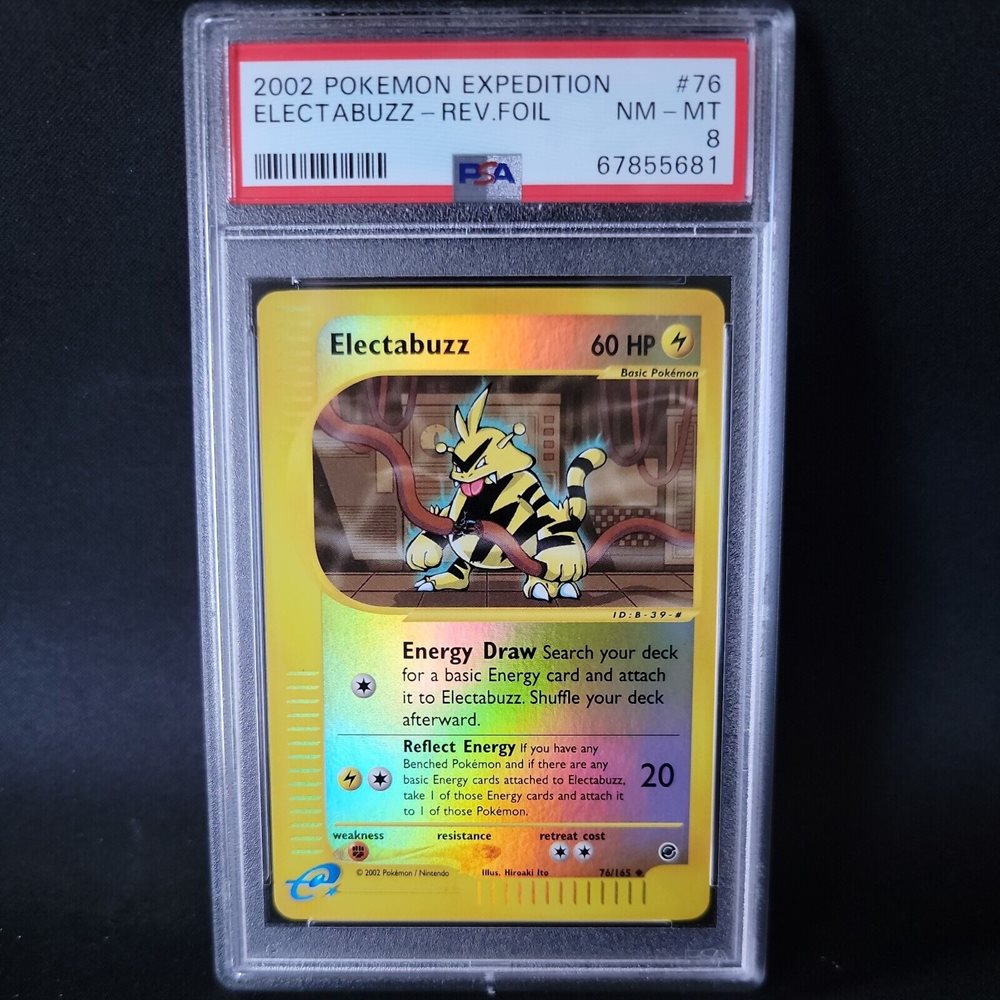 2002 POKEMON EXPEDITION #76
ELECTABUZZ - REV.FOIL NM - MT
8
PSA 67855681
Electabuzz 60 HP
Basic Pokémon
ID:B-39-#
Energy Draw Search your deck
for a basic Energy card and attach
it to Electabuzz. Shuffle your deck
afterward.
Reflect Energy If you have any
Benched Pokémon and if there are any
basic Energy cards attached to Electabuzz,
take 1 of those Energy cards and attach it
to 1 of those Pokémon.
20
weakness resistance retreat cost
e
© 2002 Pokémon / Nintendo Illus. Hiroaki Ito 76/165
PSA